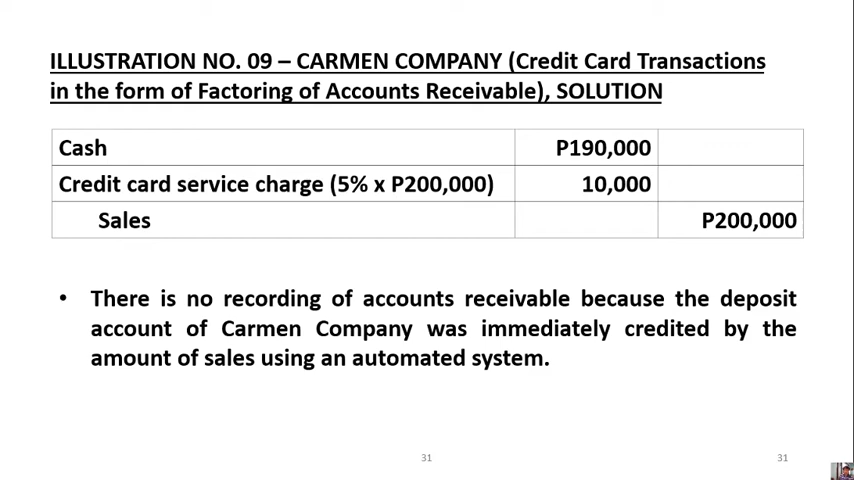 ILLUSTRATION NO. 09 – CARMEN COMPANY (Credit Card Transactions
in the form of Factoring of Accounts Receivable), SOLUTION
Cash P190,000
Credit card service charge (5% x P200,000) 10,000
Sales P200,000
• There is no recording of accounts receivable because the deposit
account of Carmen Company was immediately credited by the
amount of sales using an automated system.
31 31